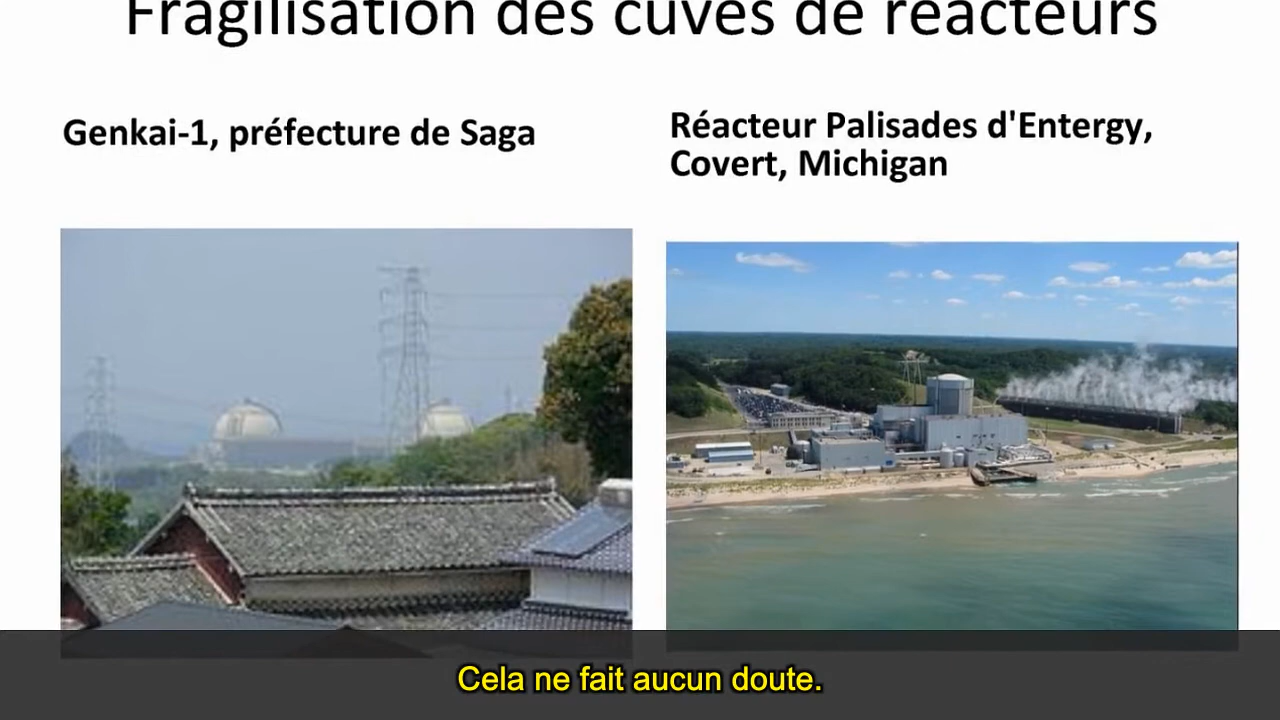 Fragilisation des cuves de réacteurs
Genkai-1, préfecture de Saga
Réacteur Palisades d'Entergy,
Covert, Michigan
Cela ne fait aucun doute.